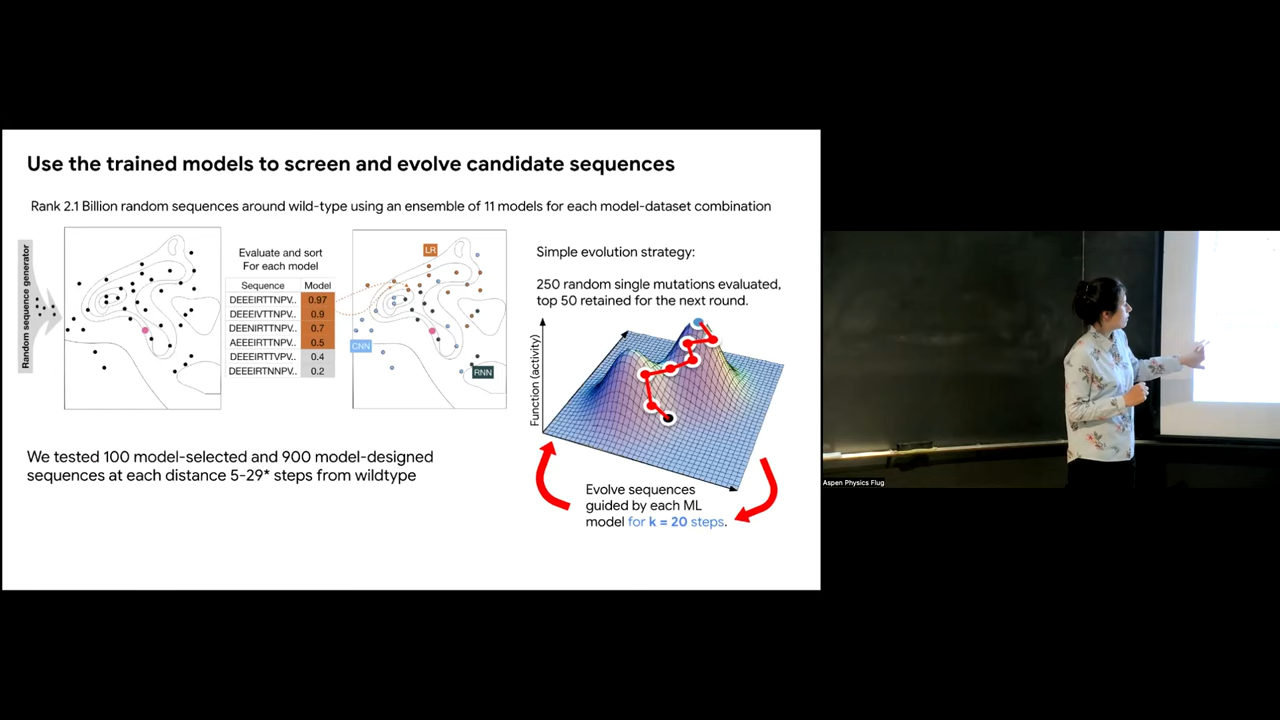 Use the trained models to screen and evolve candidate sequences
Rank 2.1 Billion random sequences around wild-type using an ensemble of 11 models for each model-dataset combination
Random sequence generator
Evaluate and sort
For each model
Sequence Model
DEEEIRTTNPV.. 0.97
DEEEIVTTNPV.. 0.9
DEENIRTTNPV.. 0.7
AEEEIRTTNPV.. 0.5
DEEEIRTTVPV.. 0.4
DEEEIRTNNPV.. 0.2
LR
CNN
RNN
Simple evolution strategy:
250 random single mutations evaluated,
top 50 retained for the next round.
Function (activity)
Evolve sequences
guided by each ML
model for k = 20 steps.
We tested 100 model-selected and 900 model-designed
sequences at each distance 5-29* steps from wildtype
Aspen Physics Flug